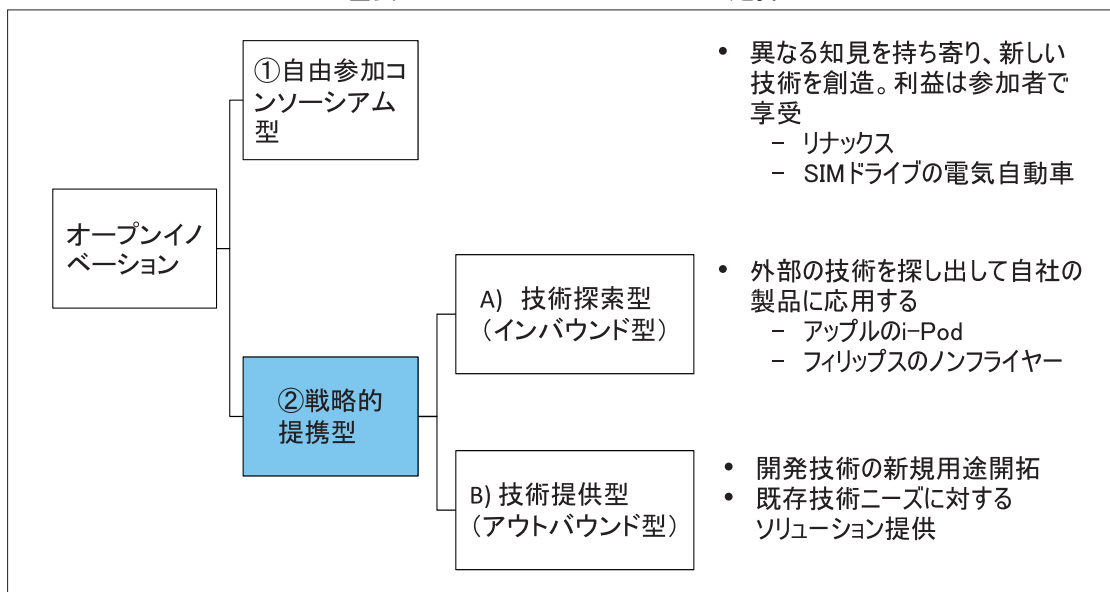 ①自由参加コ
ンソーシアム
型
• 異なる知見を持ち寄り、新しい
技術を創造。利益は参加者で
享受
− リナックス
− SIMドライブの電気自動車
オープンイノ
ベーション
A) 技術探索型
（インバウンド型）
• 外部の技術を探し出して自社の
製品に応用する
− アップルのi-Pod
− フィリップスのノンフライヤー
②戦略的
提携型
B) 技術提供型
（アウトバウンド型）
• 開発技術の新規用途開拓
• 既存技術ニーズに対する
ソリューション提供